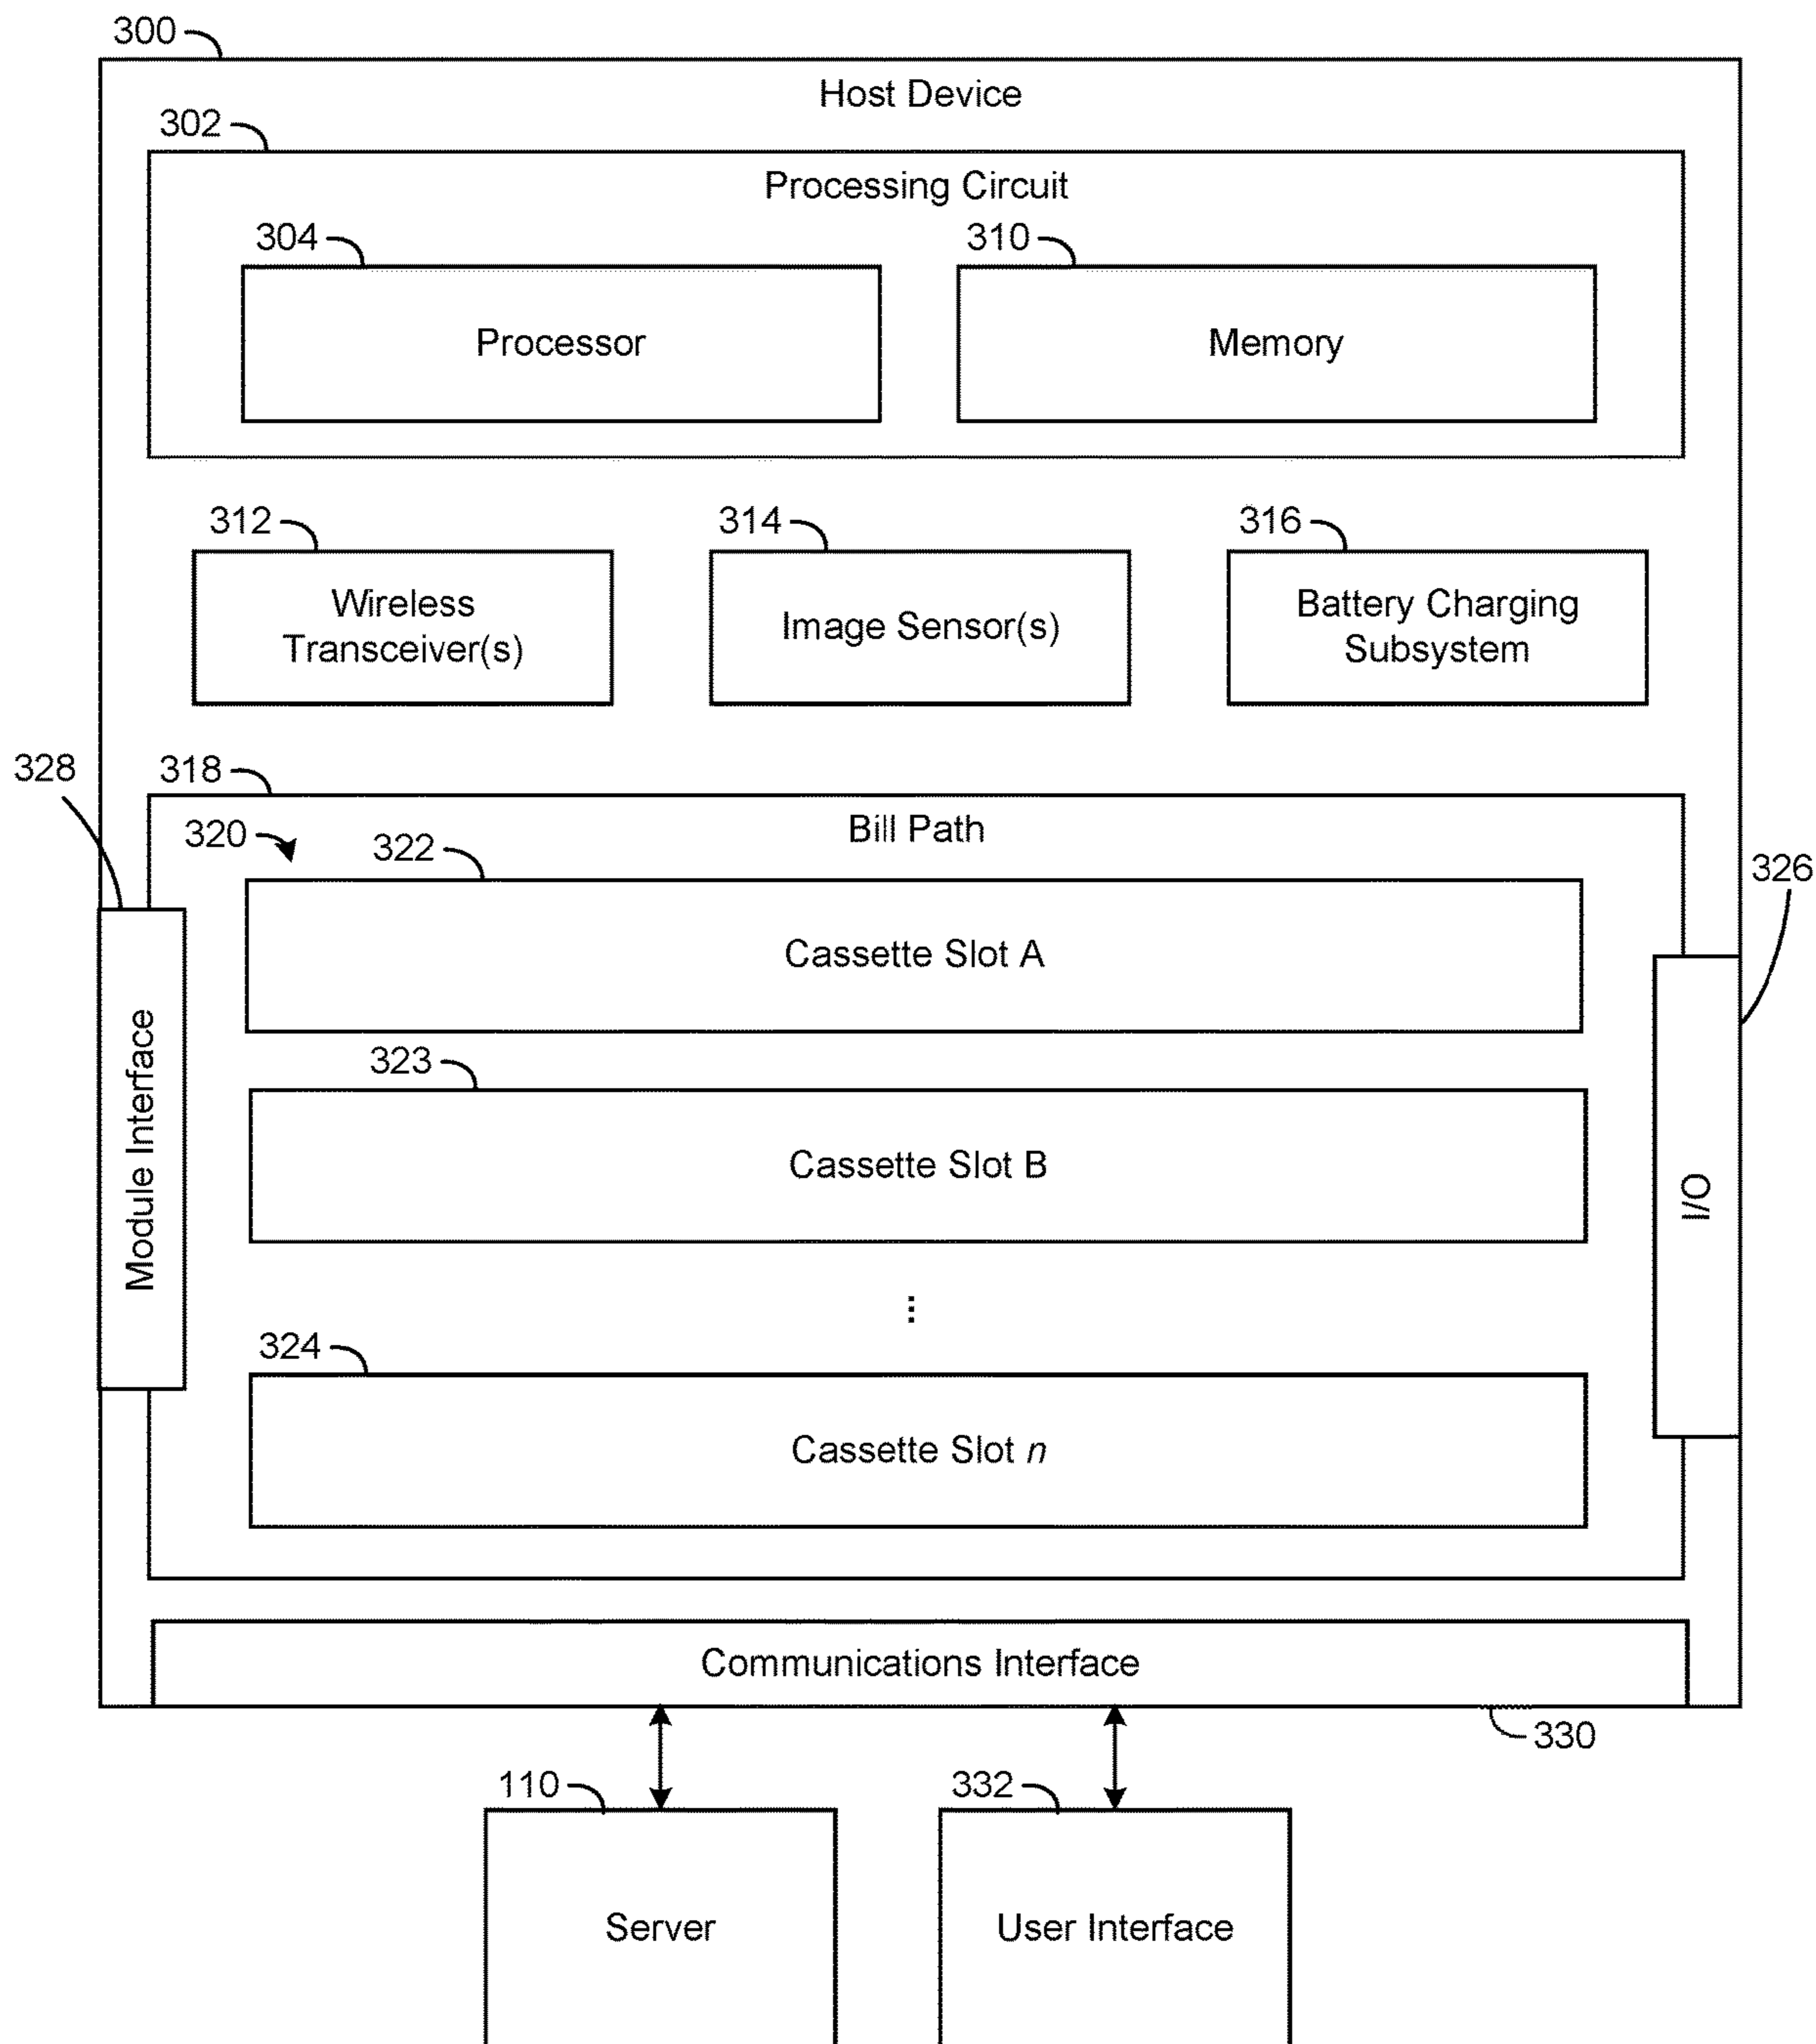 300
Host Device
302
Processing Circuit
304
310
Processor
Memory
312
314
316
Wireless
Transceiver(s)
Image Sensor(s)
Battery Charging
Subsystem
328
318
Bill Path
320
322
326
Cassette Slot A
323
Module Interface
Cassette Slot B
I/O
...
324
Cassette Slot n
Communications Interface
330
110
332
Server
User Interface